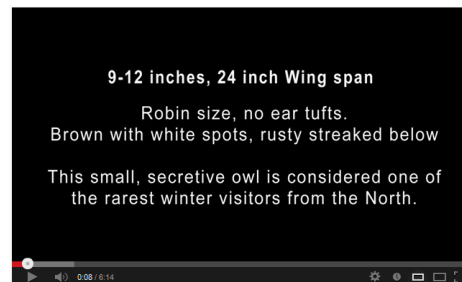 9-12 inches, 24 inch Wing span
Robin size, no ear tufts.
Brown with white spots, rusty streaked below
This small, secretive owl is considered one of
the rarest winter visitors from the North.
0:08 / 6:14